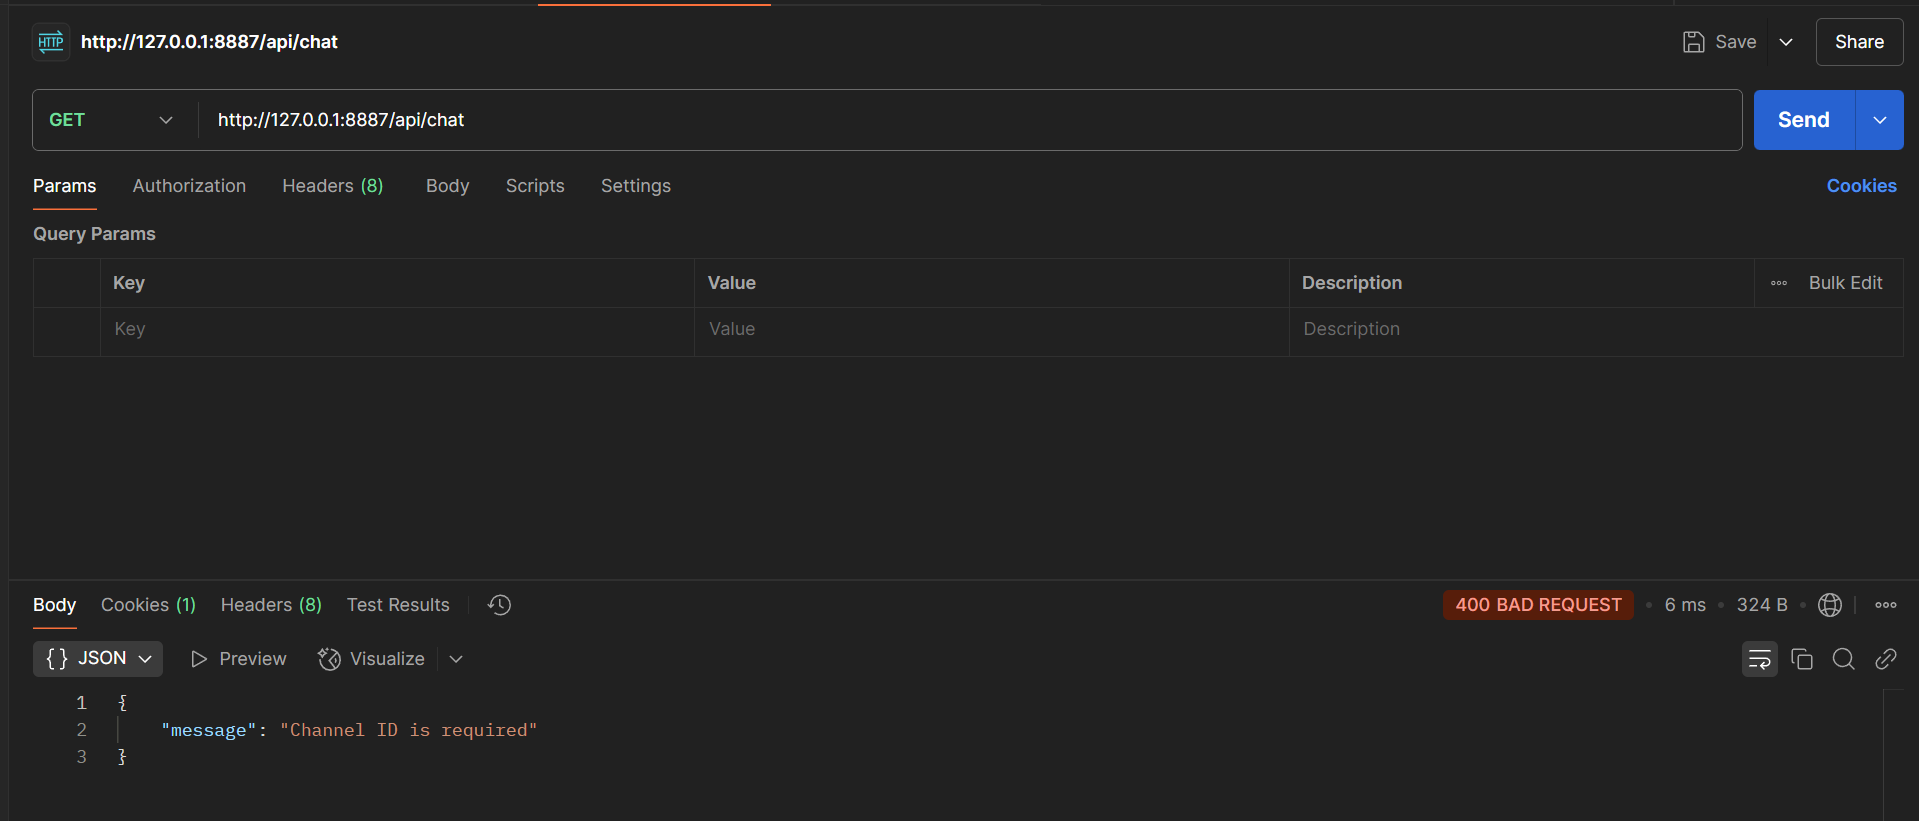 HTTP http://127.0.0.1:8887/api/chat Save Share
GET http://127.0.0.1:8887/api/chat Send
Params Authorization Headers (8) Body Scripts Settings Cookies
Query Params
Key Value Description Bulk Edit
Key Value Description
Body Cookies (1) Headers (8) Test Results 400 BAD REQUEST • 6 ms • 324 B •
{} JSON Preview Visualize
1 {
2 "message": "Channel ID is required"
3 }